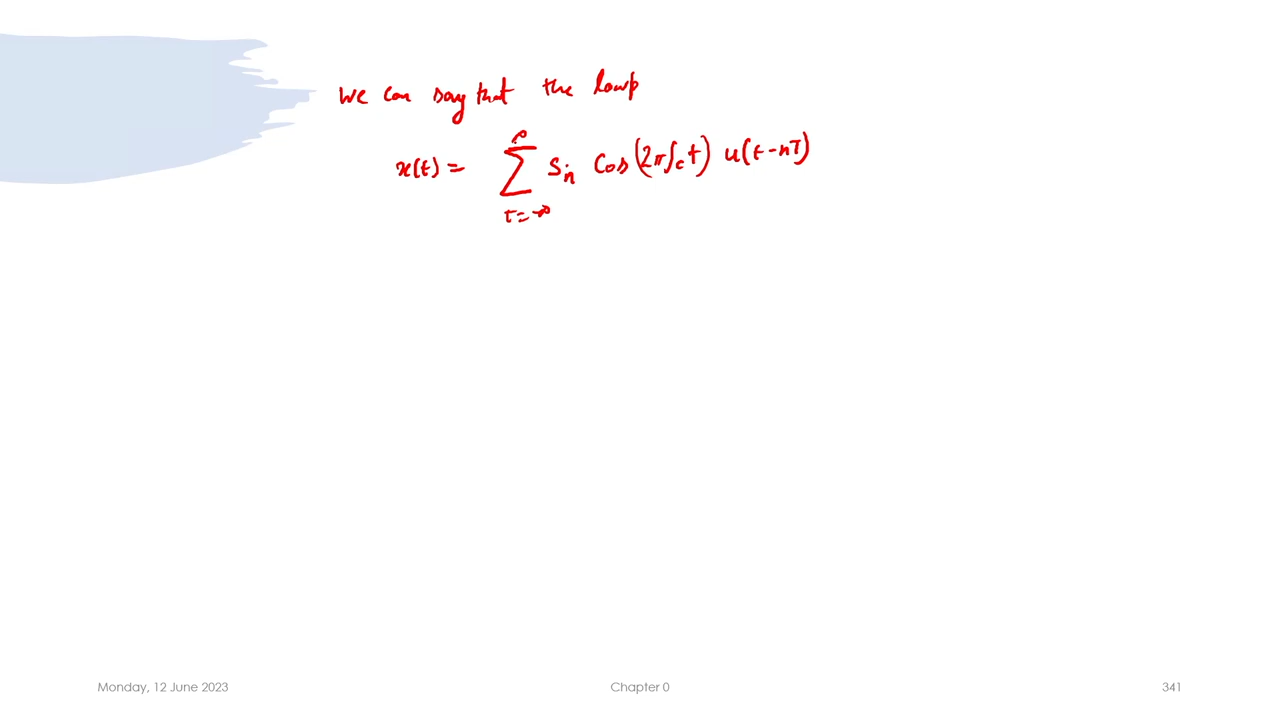 We can say that the lowp
x(t) = ∑_{t=-∞}^{∞} S_n Cos(2πf_c t) u(t-nT)
Monday, 12 June 2023 Chapter 0 341